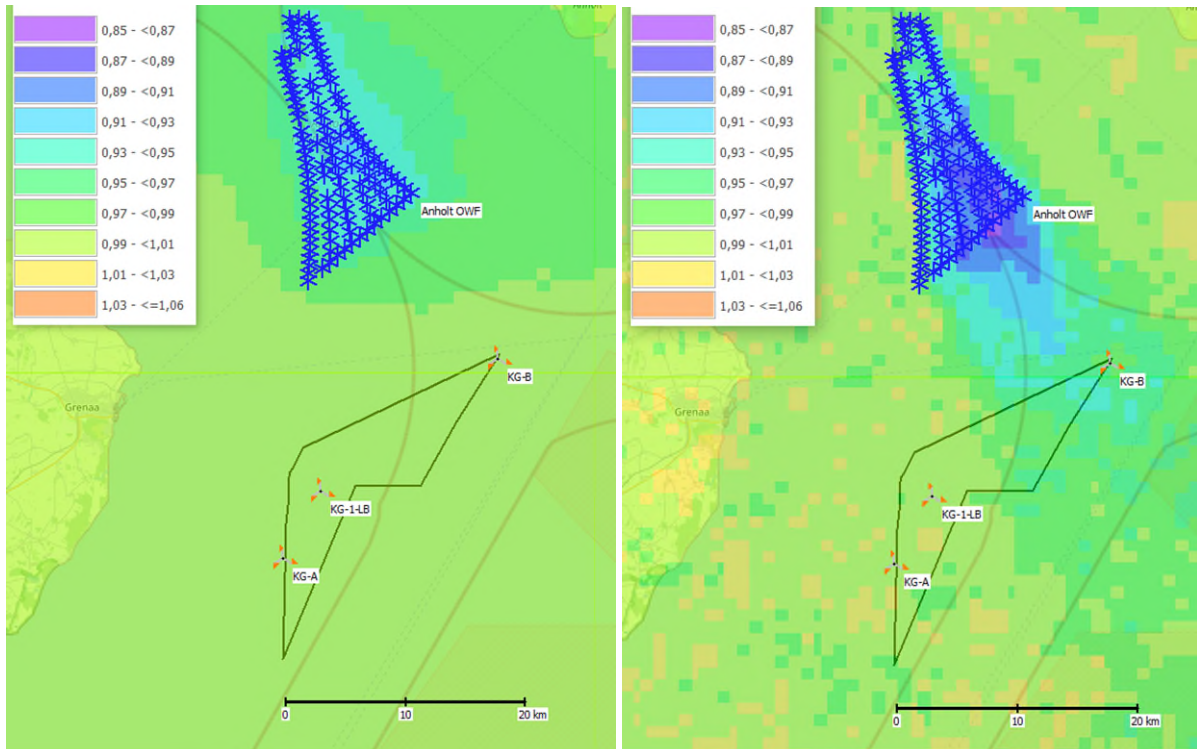 0,85 - <0,87
0,87 - <0,89
0,89 - <0,91
0,91 - <0,93
0,93 - <0,95
0,95 - <0,97
0,97 - <0,99
0,99 - <1,01
1,01 - <1,03
1,03 - <=1,06
Anholt OWF
KG-B
Grenaa
KG-1-LB
KG-A
0 10 20 km
Anholt
0,85 - <0,87
0,87 - <0,89
0,89 - <0,91
0,91 - <0,93
0,93 - <0,95
0,95 - <0,97
0,97 - <0,99
0,99 - <1,01
1,01 - <1,03
1,03 - <=1,06
Anholt OWF
KG-B
Grenaa
KG-1-LB
KG-A
0 10 20 km